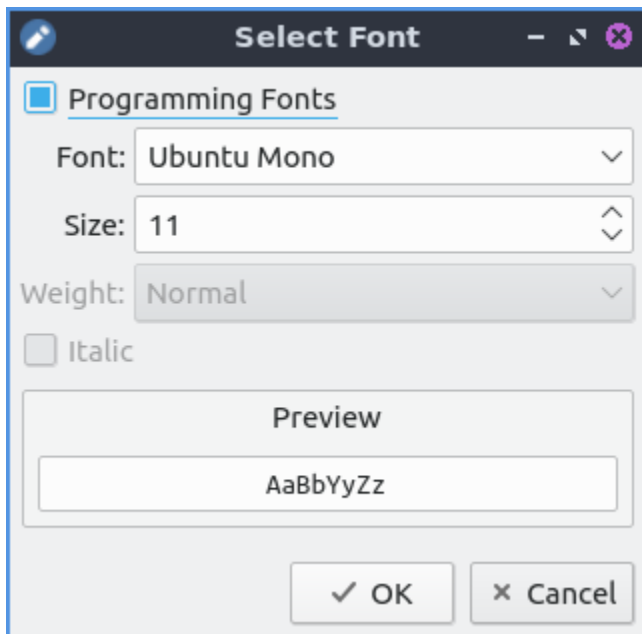 Select Font
Programming Fonts
Font: Ubuntu Mono
Size: 11
Weight: Normal
Italic
Preview
AaBbYyZz
OK Cancel